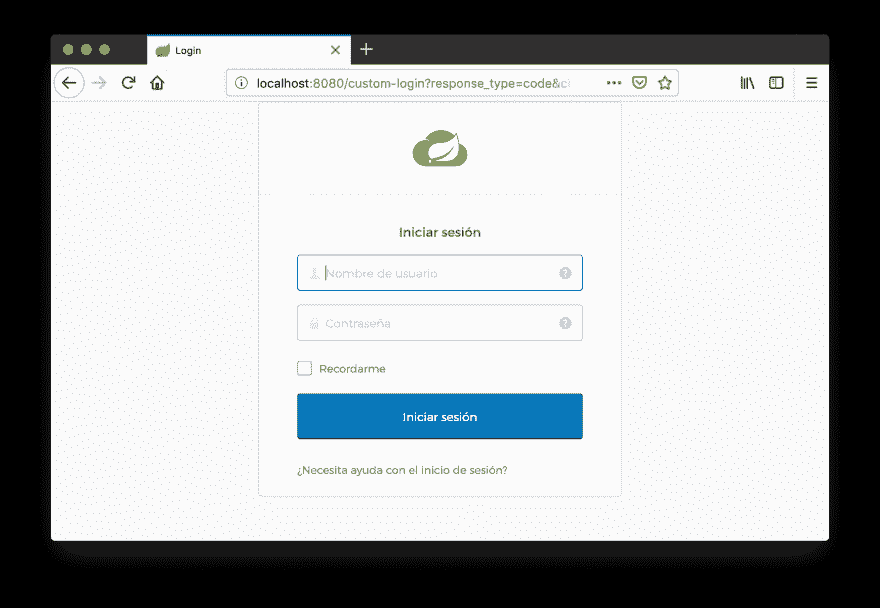 Login
localhost:8080/custom-login?response_type=code&ci
Iniciar sesión
Nombre de usuario
Contraseña
Recordarme
Iniciar sesión
¿Necesita ayuda con el inicio de sesión?